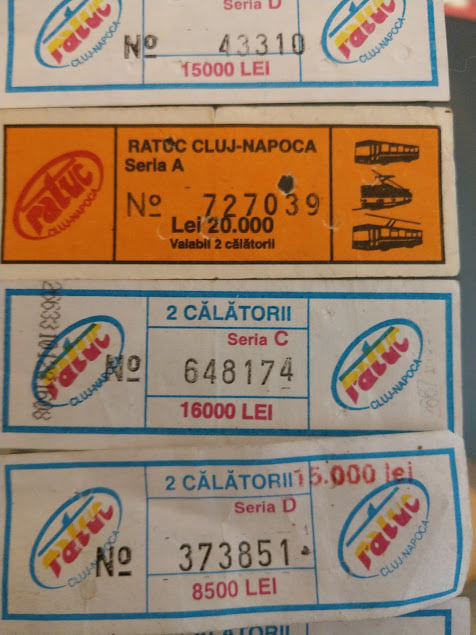 Seria D
ratuc
CLUJ-NAPOCA
Nº 43310
CLUJ-NAPOCA
15000 LEI
RATUC CLUJ-NAPOCA
Seria A
ratuc
CLUJ-NAPOCA
Nº 727039
Lei 20.000
Valabil 2 călătorii
2 CĂLĂTORII
Seria C
ratuc
CLUJ-NAPOCA
Nº 648174
ratuc
CLUJ-NAPOCA
16000 LEI
2 CĂLĂTORII 15.000 lei
Seria D
ratuc
CLUJ-NAPOCA
Nº 373851
ratuc
CLUJ-NAPOCA
8500 LEI